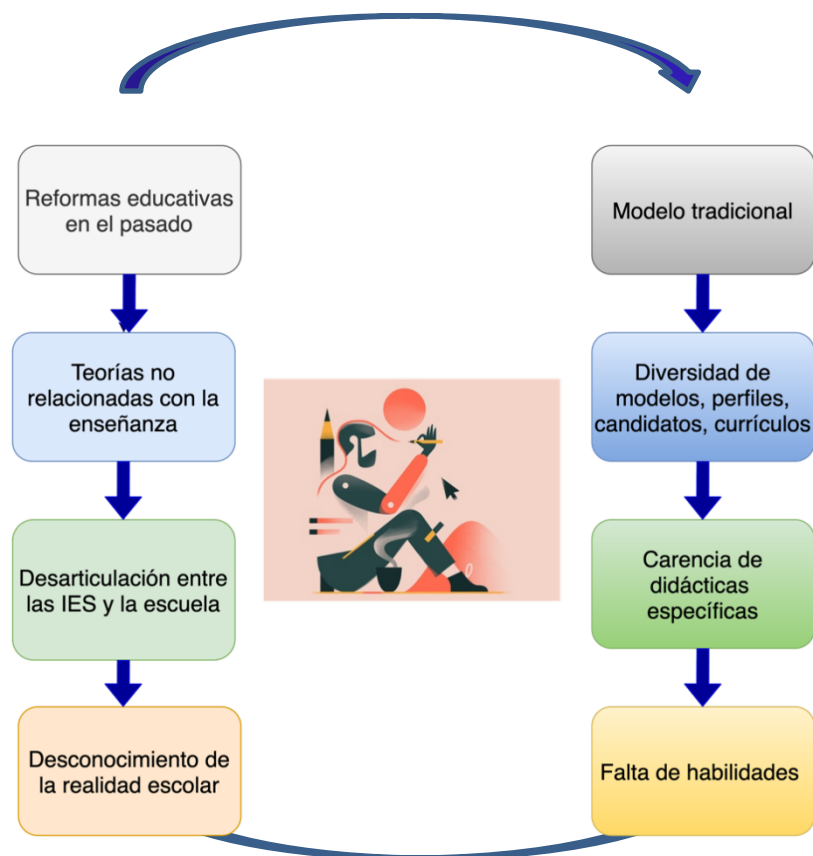 Reformas educativas
en el pasado
Teorías no
relacionadas con la
enseñanza
Desarticulación entre
las IES y la escuela
Desconocimiento de
la realidad escolar
Modelo tradicional
Diversidad de
modelos, perfiles,
candidatos, currículos
Carencia de
didácticas
específicas
Falta de habilidades